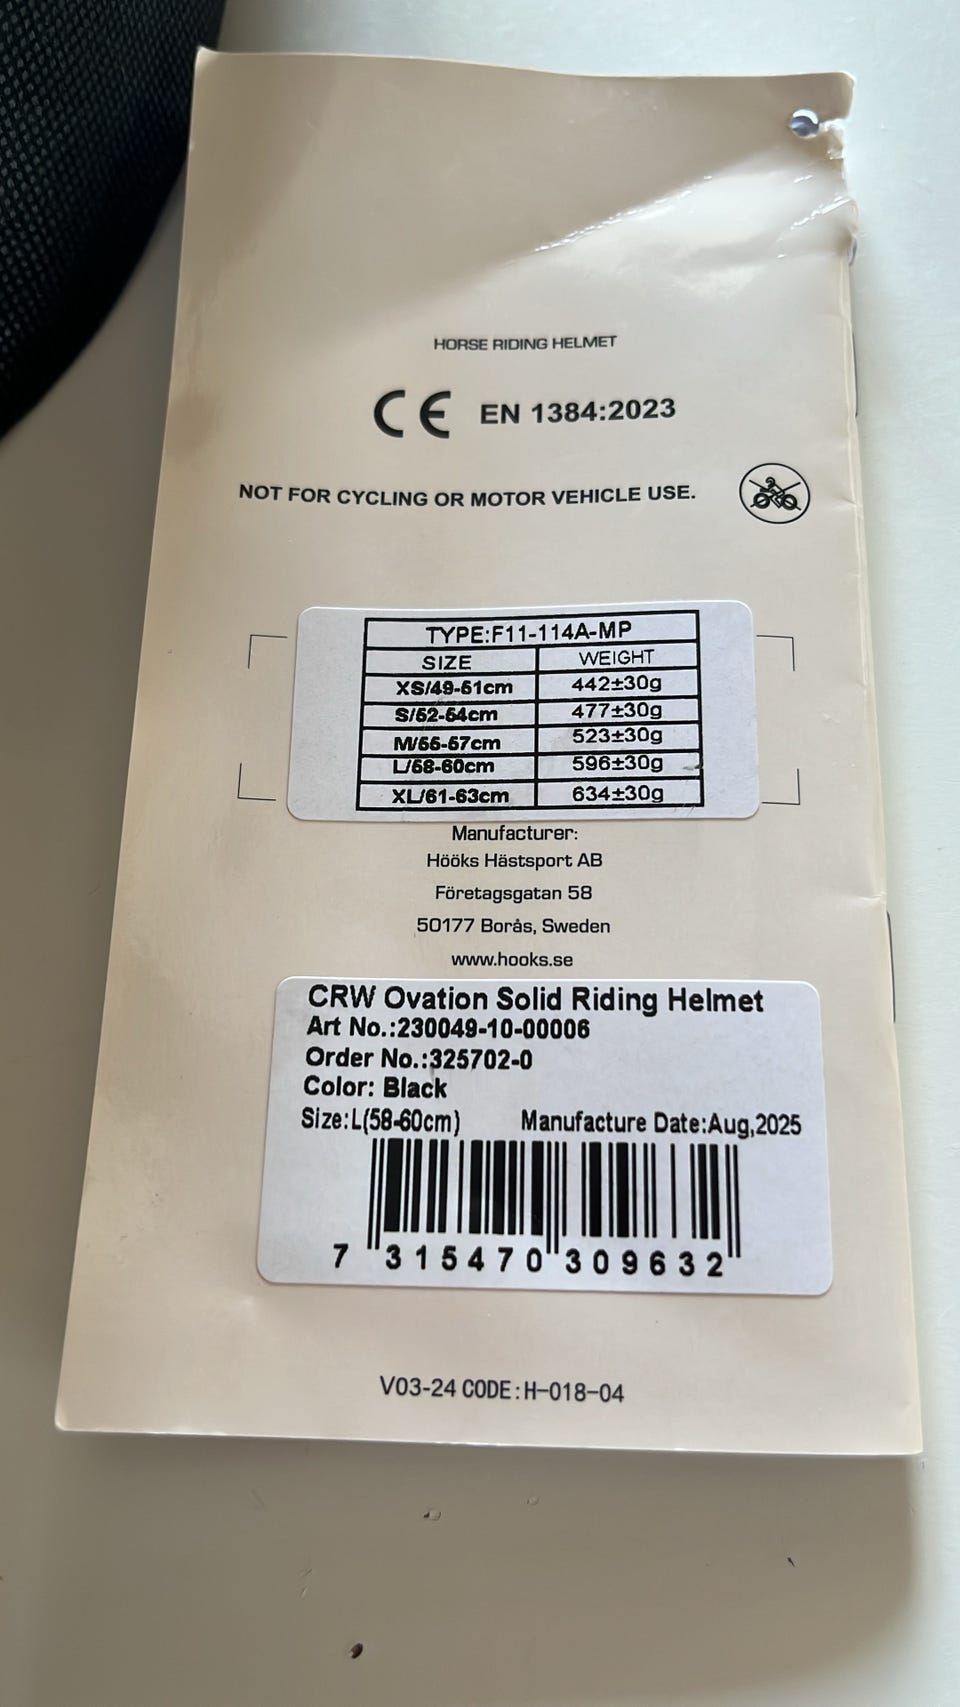 HORSE RIDING HELMET
CE EN 1384:2023
NOT FOR CYCLING OR MOTOR VEHICLE USE.
TYPE:F11-114A-MP
SIZE WEIGHT
XS/49-51cm 442±30g
S/52-54cm 477±30g
M/55-57cm 523±30g
L/58-60cm 596±30g
XL/61-63cm 634±30g
Manufacturer:
Hööks Hästsport AB
Företagsgatan 58
50177 Borås, Sweden
www.hooks.se
CRW Ovation Solid Riding Helmet
Art No.:230049-10-00006
Order No.:325702-0
Color: Black
Size:L(58-60cm) Manufacture Date:Aug,2025
7 315470 309632
V03-24 CODE:H-018-04